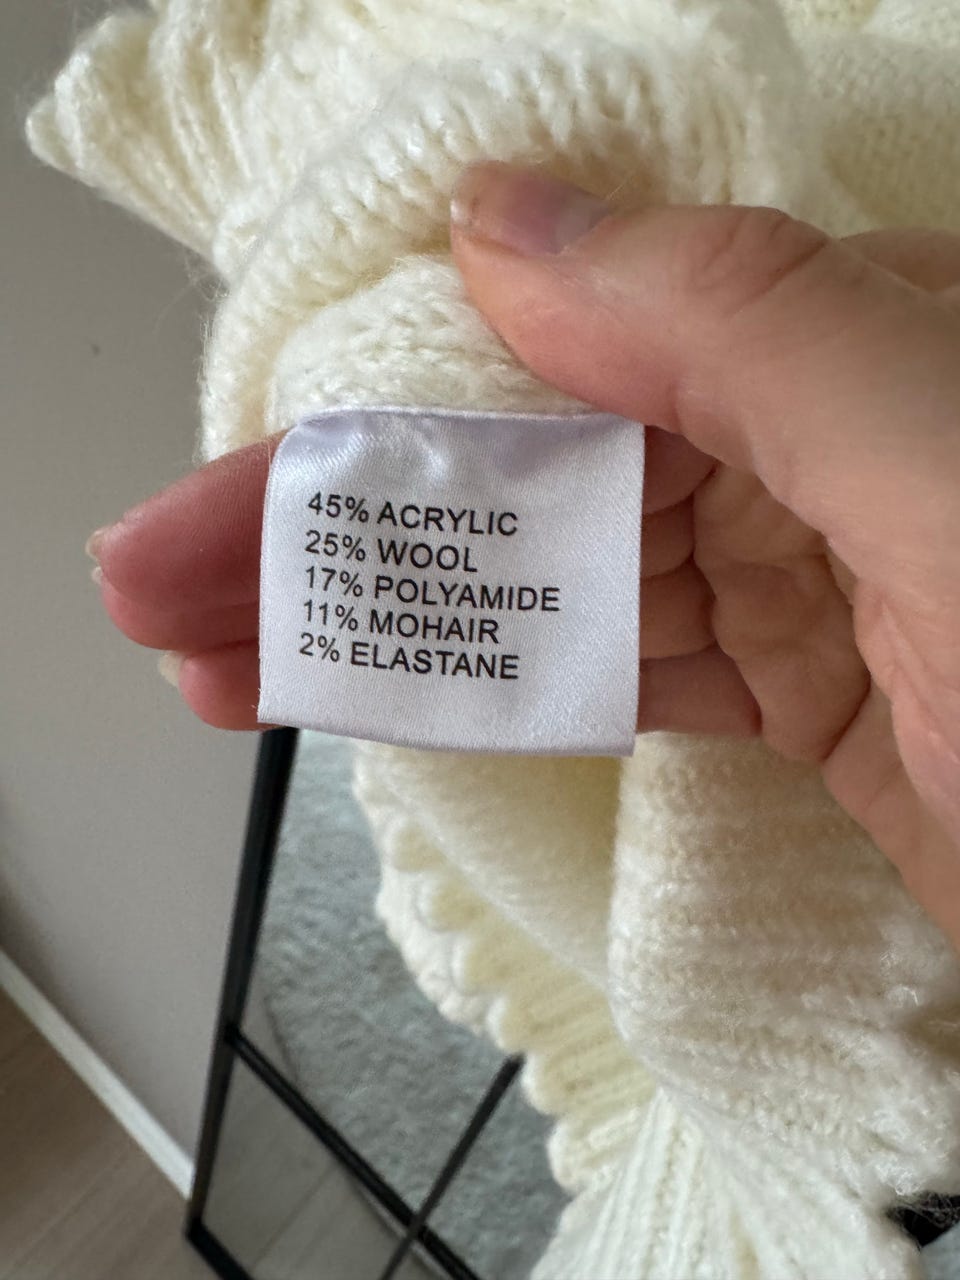 45% ACRYLIC
25% WOOL
17% POLYAMIDE
11% MOHAIR
2% ELASTANE